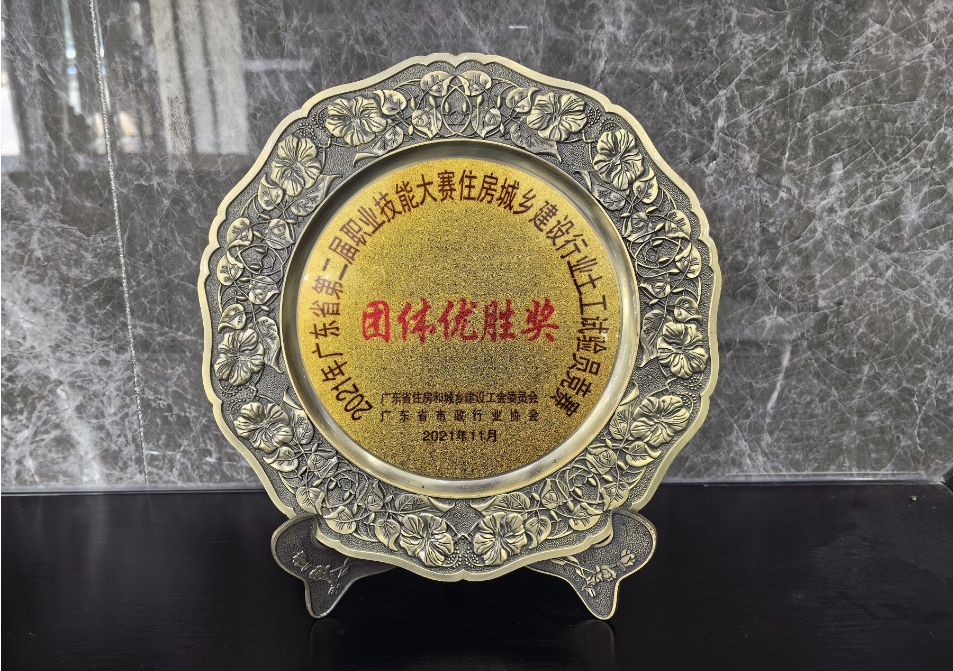 2021年广东省第二届职业技能大赛住房城乡建设行业土工试验员竞赛
团体优胜奖
广东省住房和城乡建设工会委员会
广东省市政行业协会
2021年11月